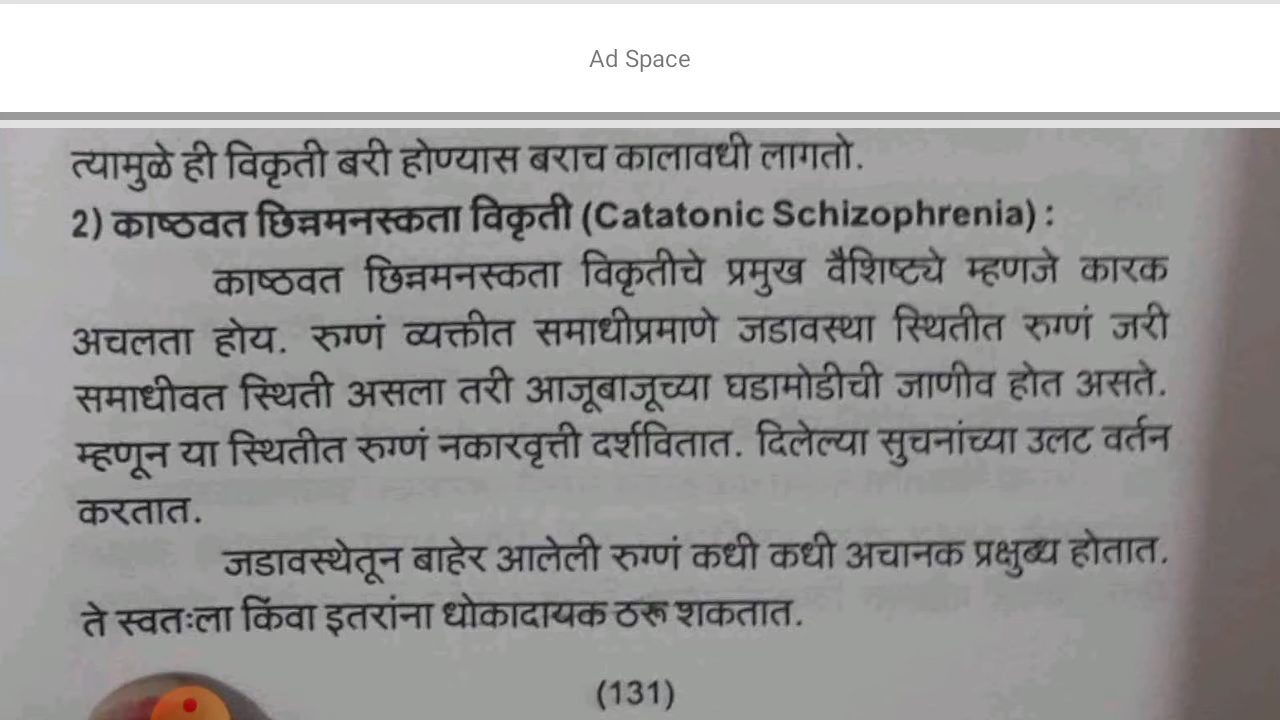 Ad Space
त्यामुळे ही विकृती बरी होण्यास बराच कालावधी लागतो.
2) काष्ठवत छिन्नमनस्कता विकृती (Catatonic Schizophrenia) :
काष्ठवत छिन्नमनस्कता विकृतीचे प्रमुख वैशिष्ट्ये म्हणजे कारक
अचलता होय. रुग्णं व्यक्तीत समाधीप्रमाणे जडावस्था स्थितीत रुग्णं जरी
समाधीवत स्थिती असला तरी आजूबाजूच्या घडामोडीची जाणीव होत असते.
म्हणून या स्थितीत रुग्णं नकारवृत्ती दर्शवितात. दिलेल्या सुचनांच्या उलट वर्तन
करतात.
जडावस्थेतून बाहेर आलेली रुग्णं कधी कधी अचानक प्रक्षुब्ध होतात.
ते स्वतःला किंवा इतरांना धोकादायक ठरू शकतात.
(131)